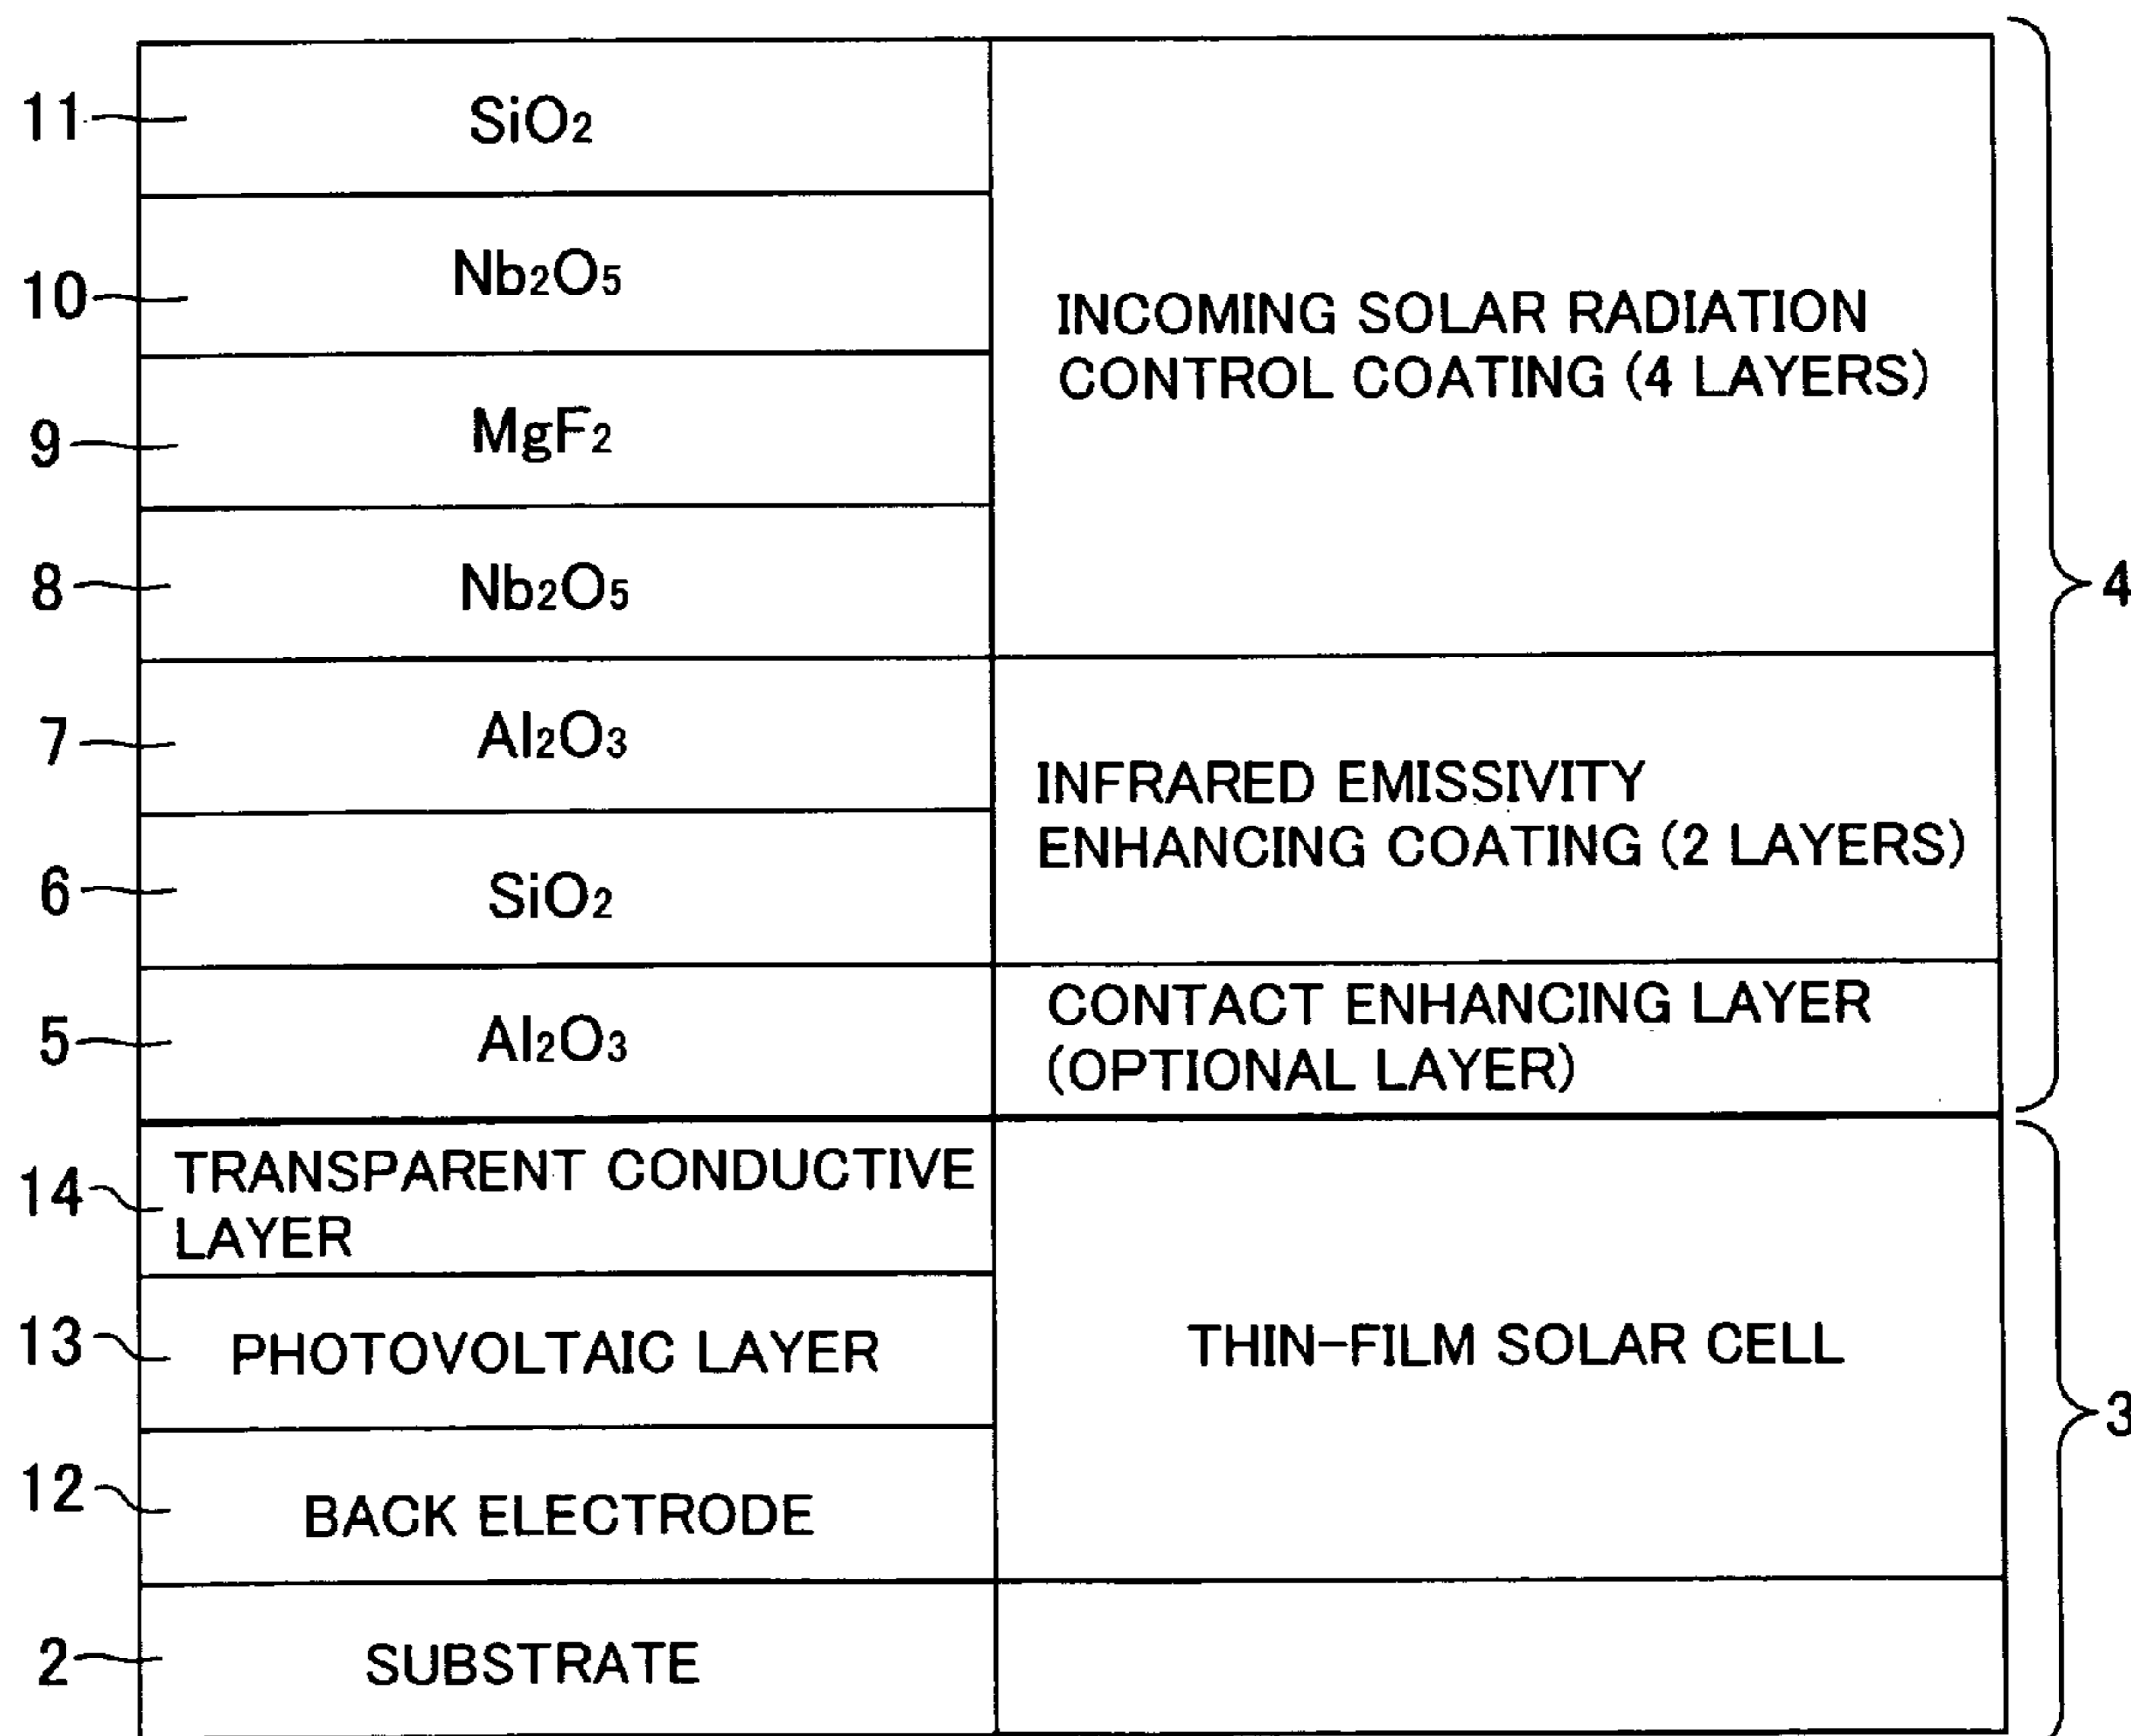 11
SiO2
10
Nb2O5
INCOMING SOLAR RADIATION
CONTROL COATING (4 LAYERS)
9
MgF2
8
Nb2O5
4
7
Al2O3
INFRARED EMISSIVITY
ENHANCING COATING (2 LAYERS)
6
SiO2
5
Al2O3
CONTACT ENHANCING LAYER
(OPTIONAL LAYER)
14
TRANSPARENT CONDUCTIVE
LAYER
13
PHOTOVOLTAIC LAYER
THIN-FILM SOLAR CELL
3
12
BACK ELECTRODE
2
SUBSTRATE